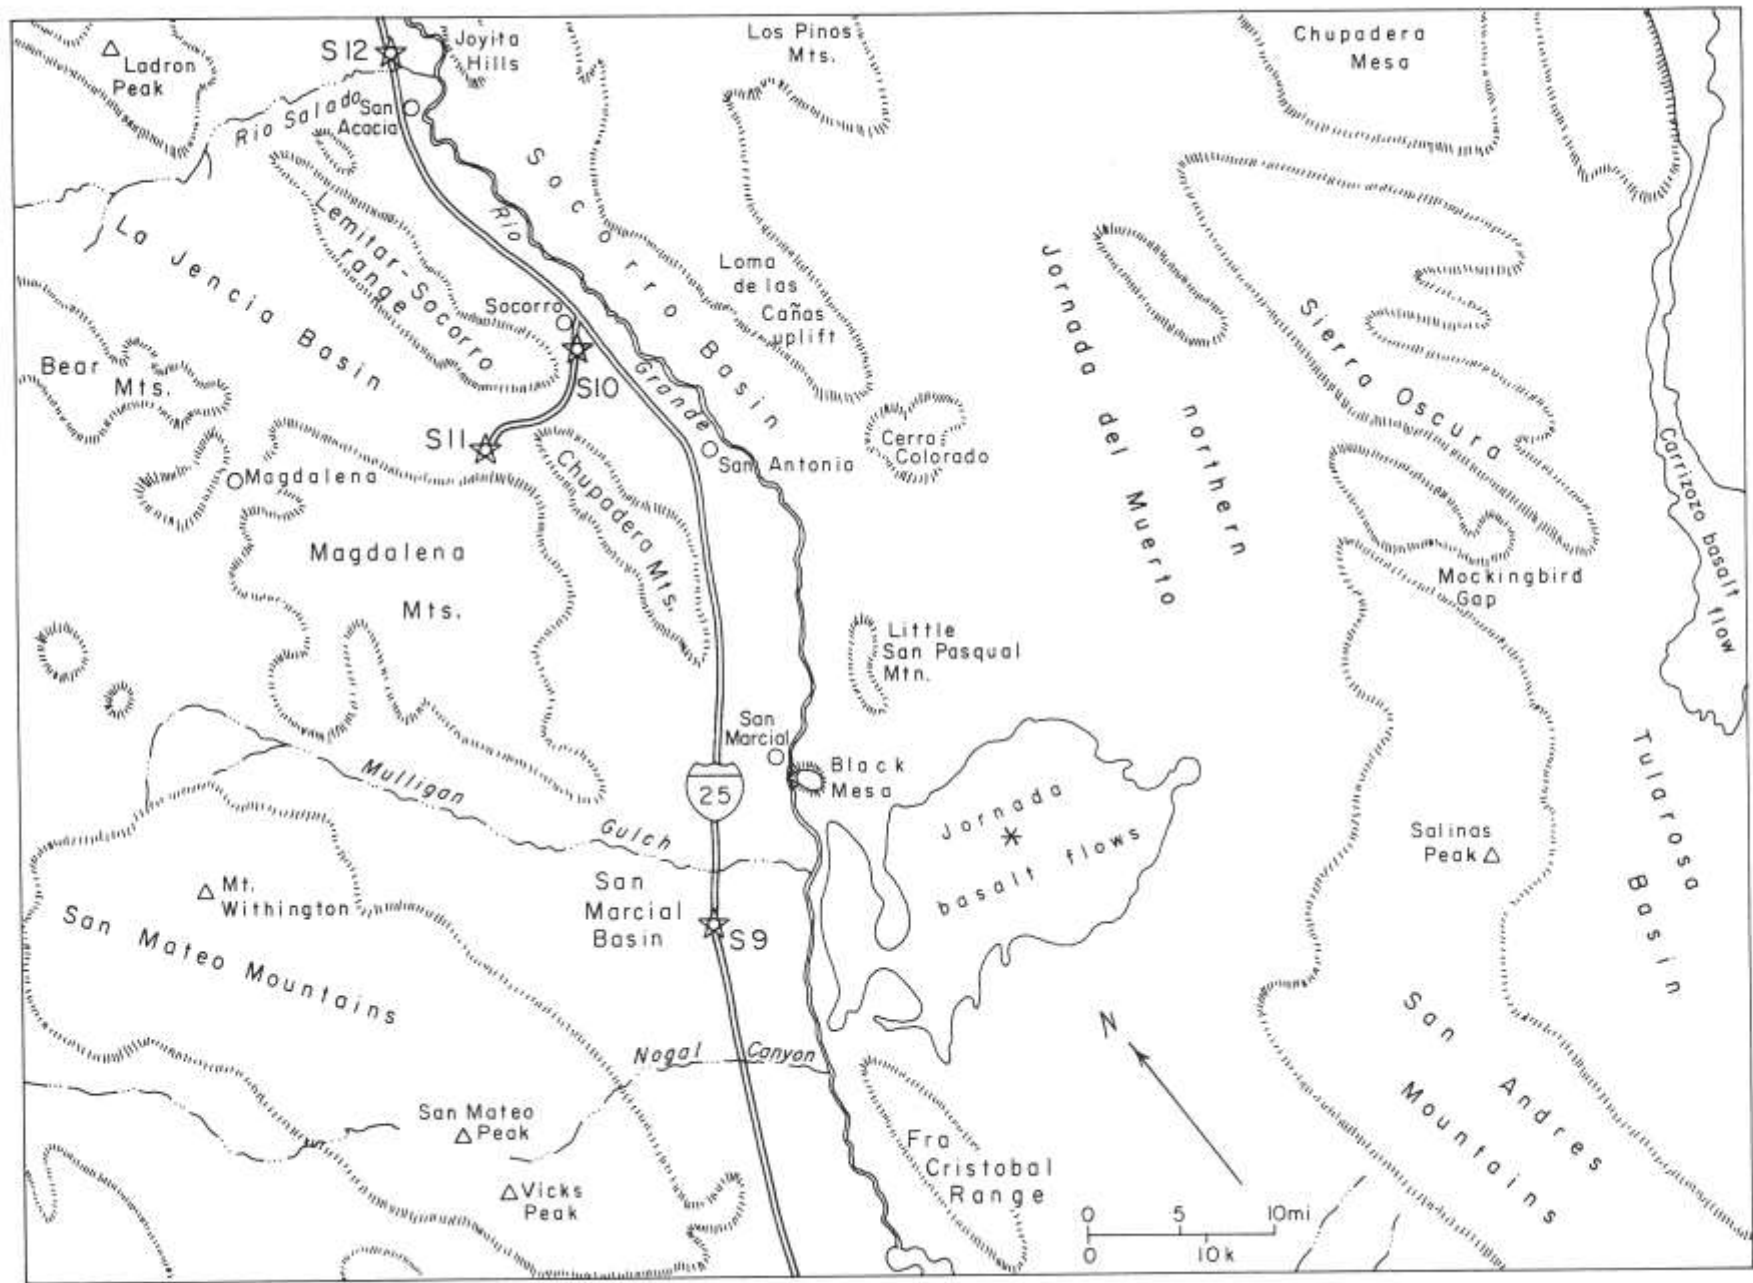 S12
Joyita
Hills
Los Pinos
Mts.
Chupadera
Mesa
Ladron
Peak
Rio Salado
San
Acacia
Socorro Basin
La Jencia Basin
Lemitar-Socorro
range
Rio Grande
Loma
de las
Cañas
uplift
Jornada del Muerto
northern
Sierra Oscura
Socorro
S10
Bear
Mts.
S11
Magdalena
Chupadera Mts.
San Antonia
Cerro
Colorado
Carrizozo basalt flow
Magdalena
Mts.
Mockingbird
Gap
Little
San Pasqual
Mtn.
San
Marcial
Black
Mesa
25
Mulligan Gulch
Jornada
basalt flows
Salinas
Peak
Tularosa
Basin
Mt.
Withington
San
Marcial
Basin
S9
San Mateo Mountains
Nogal Canyon
N
San Andres
Mountains
San Mateo
Peak
Vicks
Peak
Fra
Cristobal
Range
0 5 10mi
0 10k